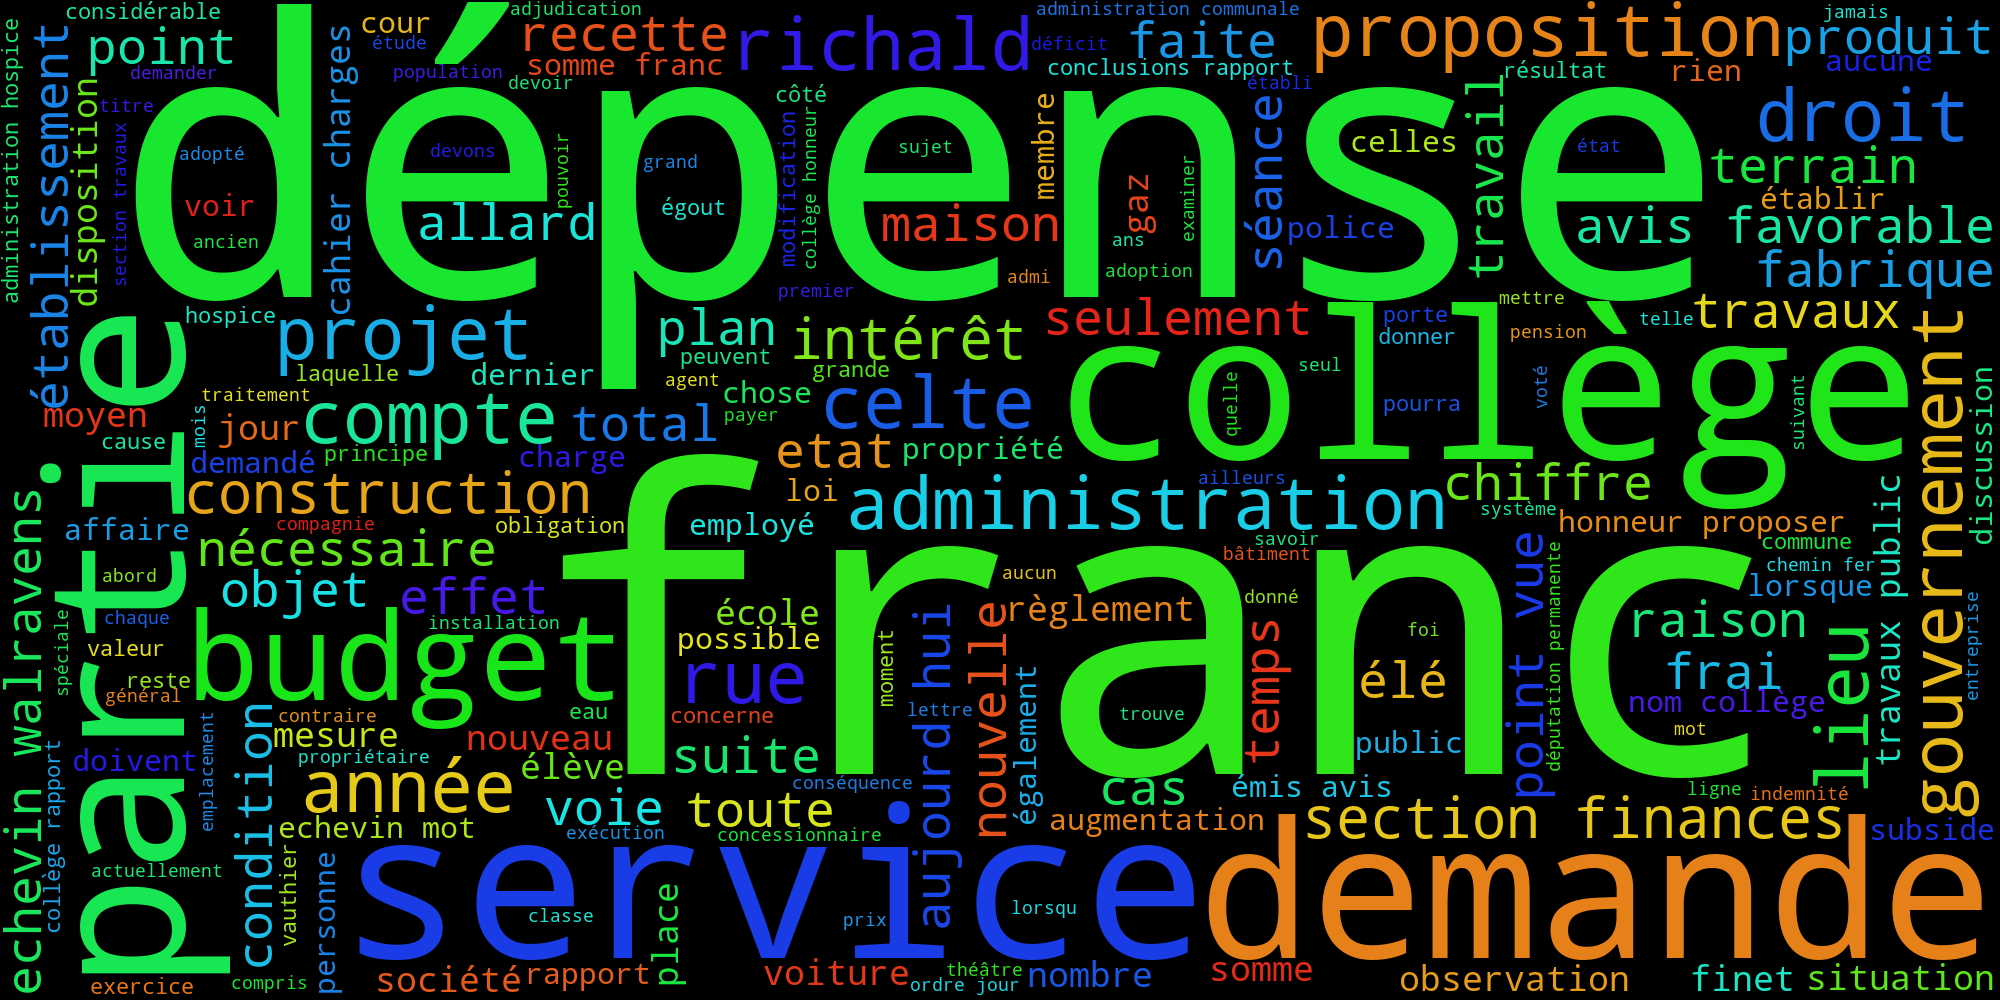 considérable
adjudication
administration communale
jamais
cour
recette
richald
faite
proposition
produit
point
étude
déficit
aucune
demander
population
somme franc
conclusions rapport
résultat
rien
devoir
établi
titre
côté
droit
dépense
administration hospice
établissement
disposition
section travaux
cahier charges
adopté
devons
pouvoir
grand
sujet
modification
collège honneur
membre
gaz
examiner
séance
celles
travail
état
terrain
voir
allard
égout
maison
police
établir
ancien
ans
avis favorable
admi
adoption
fabrique
premier
hospice
projet
plan
intérêt
seulement
porte
mettre
telle
travaux
pension
donner
peuvent
laquelle
dernier
agent
grande
seul
collège
traitement
chose
celte
quelle
pourra
voté
suivant
moyen
mois
jour
compte
total
payer
cause
demandé
principe
charge
etat
propriété
construction
loi
administration
ailleurs
chiffre
système
gouvernement
discussion
affaire
compagnie
obligation
employé
honneur proposer
nécessaire
savoir
bâtiment
commune
abord
objet
effet
aucun
chemin fer
lorsque
franc
partie
echevin walravens
spéciale
chaque
installation
école
règlement
donné
point vue
députation permanente
travaux public
entreprise
valeur
budget
possible
moment
aujourd hui
nouvelle
également
temps
foi
raison
reste
rue
élé
frai
général
eau
concerne
lettre
trouve
nom collège
lieu
contraire
mesure
nouveau
suite
public
mot
doivent
emplacement
propriétaire
élève
conséquence
cas
émis avis
ligne
indemnité
année
voie
toute
collège rapport
condition
echevin mot
exécution
concessionnaire
augmentation
section finances
subside
actuellement
vauthier
personne
service
demande
classe
place
prix
lorsqu
exercice
compris
société
rapport
voiture
théâtre
ordre jour
nombre
somme
observation
finet
situation